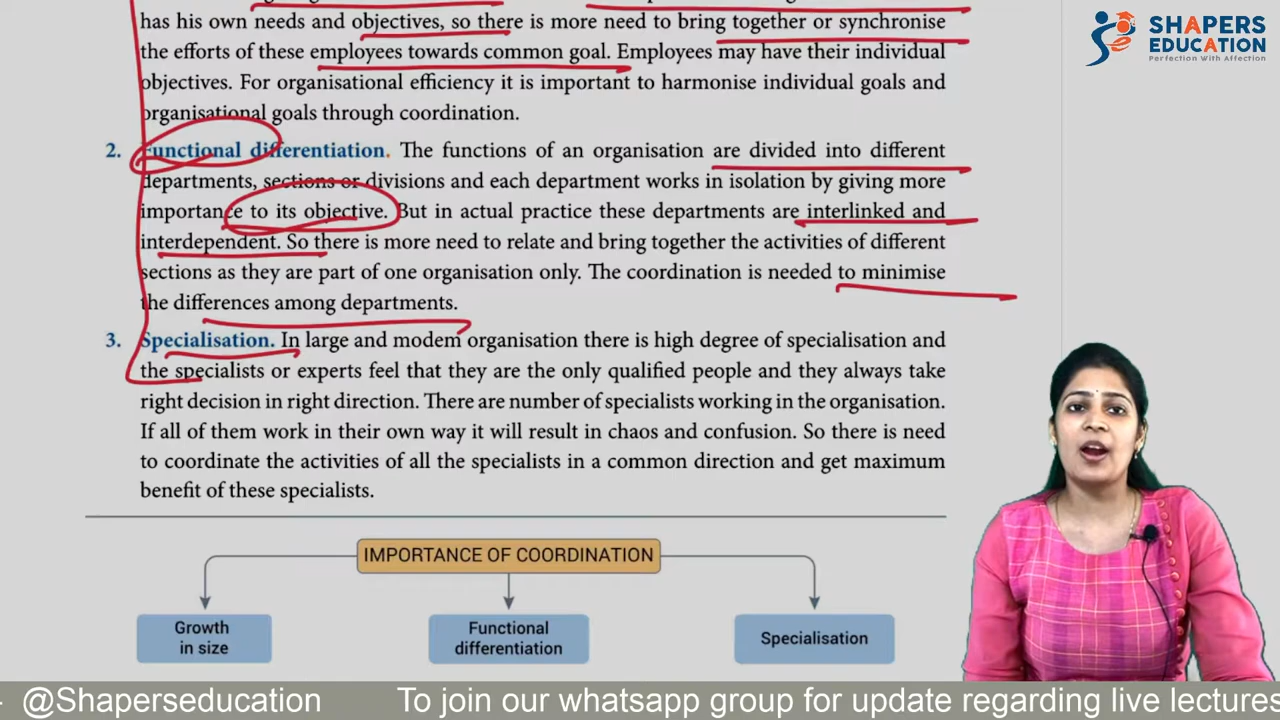 has his own needs and objectives, so there is more need to bring together or synchronise
the efforts of these employees towards common goal. Employees may have their individual
objectives. For organisational efficiency it is important to harmonise individual goals and
organisational goals through coordination.
2. Functional differentiation. The functions of an organisation are divided into different
departments, sections or divisions and each department works in isolation by giving more
importance to its objective. But in actual practice these departments are interlinked and
interdependent. So there is more need to relate and bring together the activities of different
sections as they are part of one organisation only. The coordination is needed to minimise
the differences among departments.
3. Specialisation. In large and modem organisation there is high degree of specialisation and
the specialists or experts feel that they are the only qualified people and they always take
right decision in right direction. There are number of specialists working in the organisation.
If all of them work in their own way it will result in chaos and confusion. So there is need
to coordinate the activities of all the specialists in a common direction and get maximum
benefit of these specialists.
IMPORTANCE OF COORDINATION
Growth
in size
Functional
differentiation
Specialisation
SHAPERS
EDUCATION
Perfection With Affection
- @Shaperseducation To join our whatsapp group for update regarding live lectures